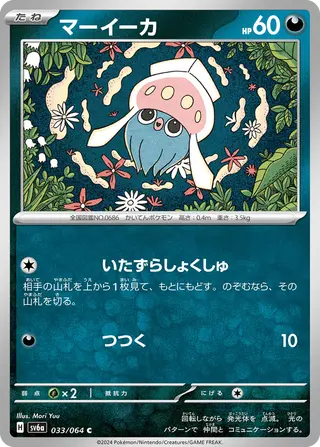 たね
マーイーカ
HP60
全国図鑑NO.0686 かいてんポケモン 高さ：0.4m 重さ：3.5kg
いたずらしょくしゅ
相手の山札を上から1枚見て、もとにもどす。のぞむなら、その
山札を切る。
つつく 10
弱点 ×2 抵抗力 にげる
Illus. Mori Yuu
H sv6a 033/064 C
回転しながら 発光体を 点滅。 光の
パターンで 仲間と コミュニケーションする。
©2024 Pokémon/Nintendo/Creatures/GAME FREAK.